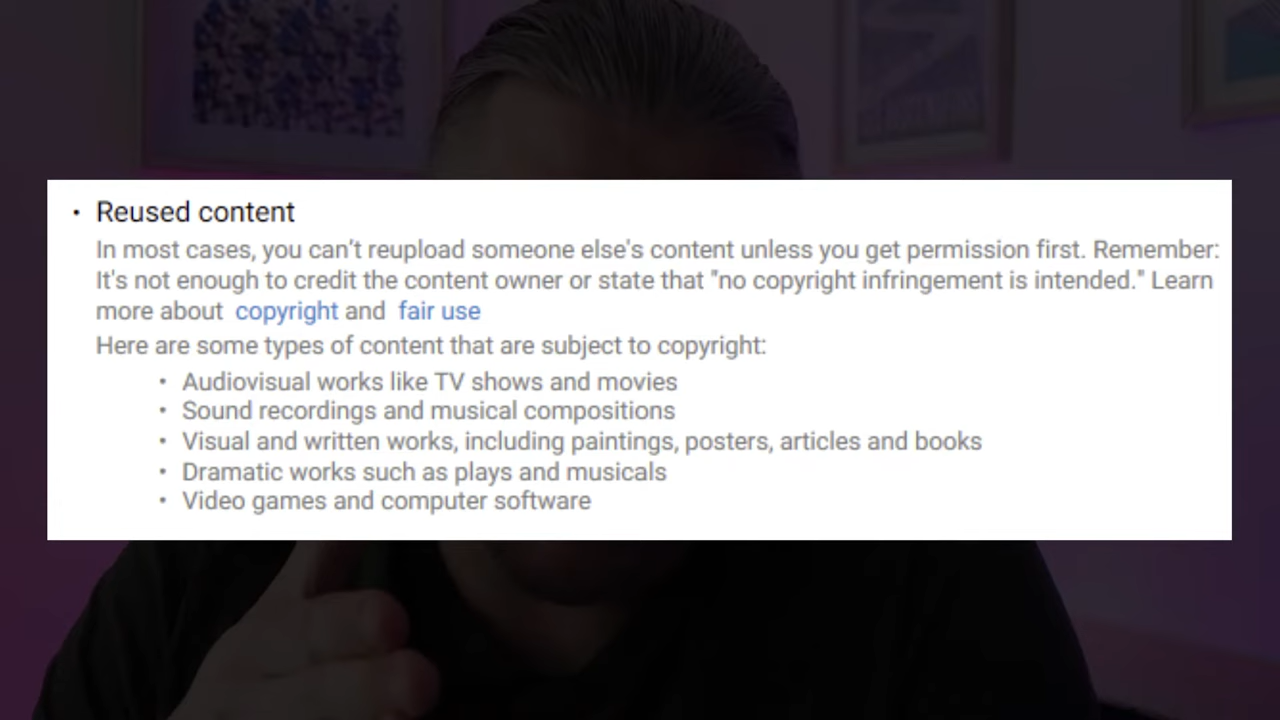 • Reused content
In most cases, you can't reupload someone else's content unless you get permission first. Remember:
It's not enough to credit the content owner or state that "no copyright infringement is intended." Learn
more about copyright and fair use
Here are some types of content that are subject to copyright:
• Audiovisual works like TV shows and movies
• Sound recordings and musical compositions
• Visual and written works, including paintings, posters, articles and books
• Dramatic works such as plays and musicals
• Video games and computer software